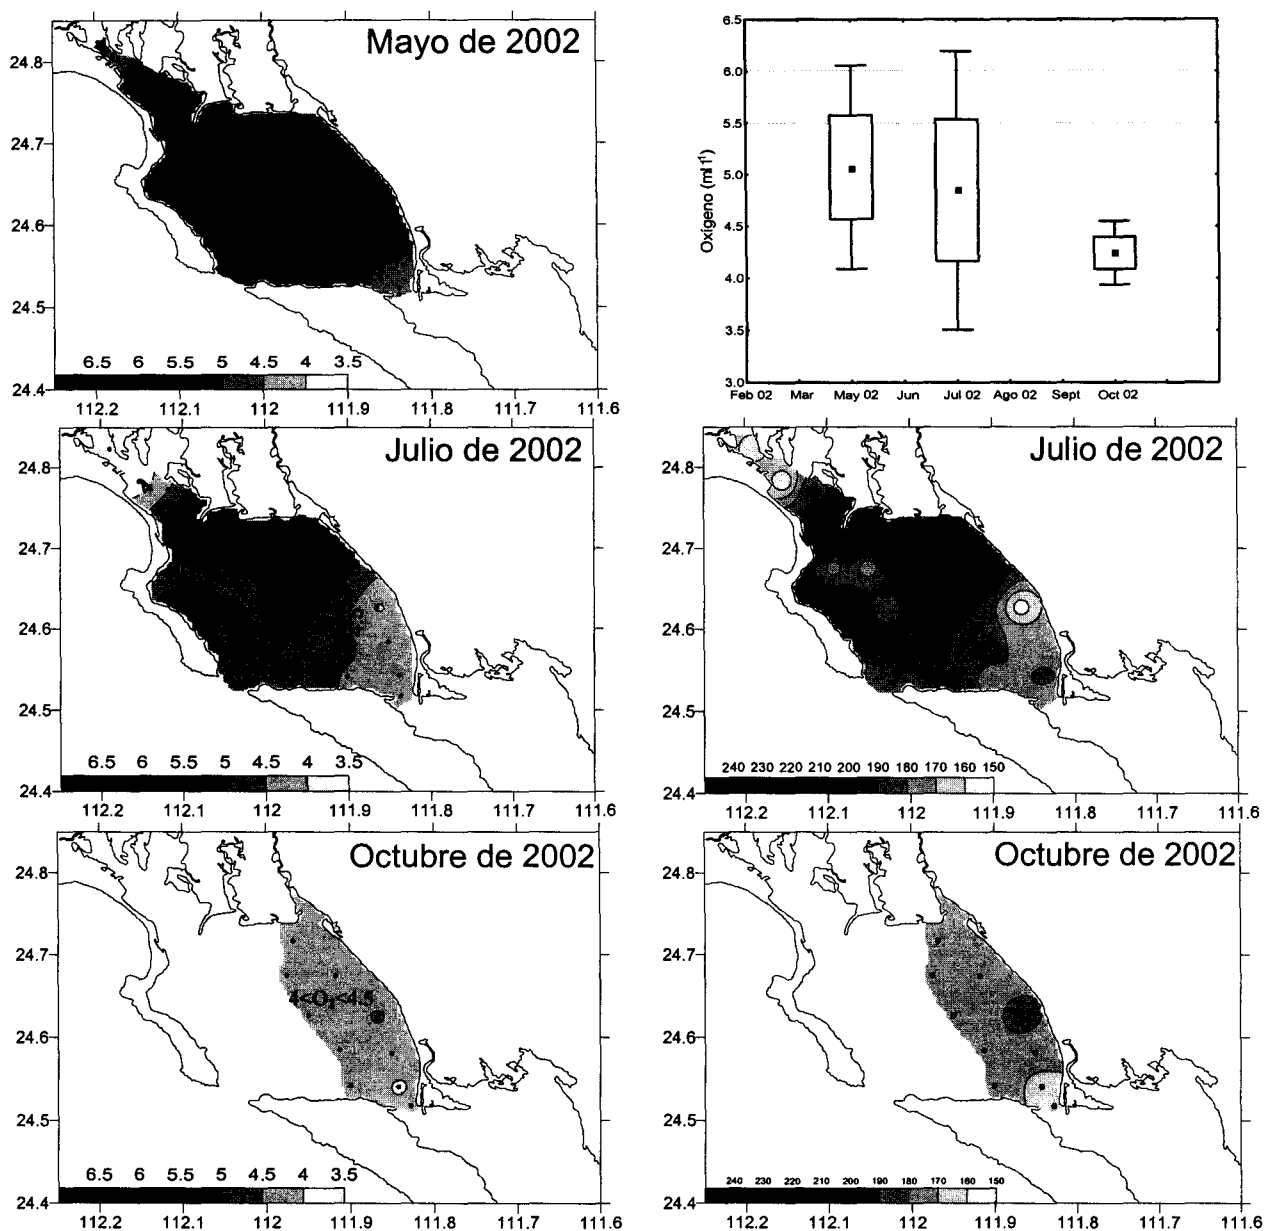 Mayo de 2002
24.8
24.7
24.6
24.5
24.4
6.5 6 5.5 5 4.5 4 3.5
112.2 112.1 112 111.9 111.8 111.7 111.6
Oxígeno (ml l¹)
6.5
6.0
5.5
5.0
4.5
4.0
3.5
3.0
Feb 02 Mar May 02 Jun Jul 02 Ago 02 Sept Oct 02
Julio de 2002
24.8
24.7
24.6
24.5
24.4
6.5 6 5.5 5 4.5 4 3.5
112.2 112.1 112 111.9 111.8 111.7 111.6
Julio de 2002
24.8
24.7
24.6
24.5
24.4
240 230 220 210 200 190 180 170 160 150
112.2 112.1 112 111.9 111.8 111.7 111.6
Octubre de 2002
24.8
24.7
4<O₂<4.5
24.6
24.5
24.4
6.5 6 5.5 5 4.5 4 3.5
112.2 112.1 112 111.9 111.8 111.7 111.6
Octubre de 2002
24.8
24.7
24.6
24.5
24.4
240 230 220 210 200 190 180 170 160 150
112.2 112.1 112 111.9 111.8 111.7 111.6